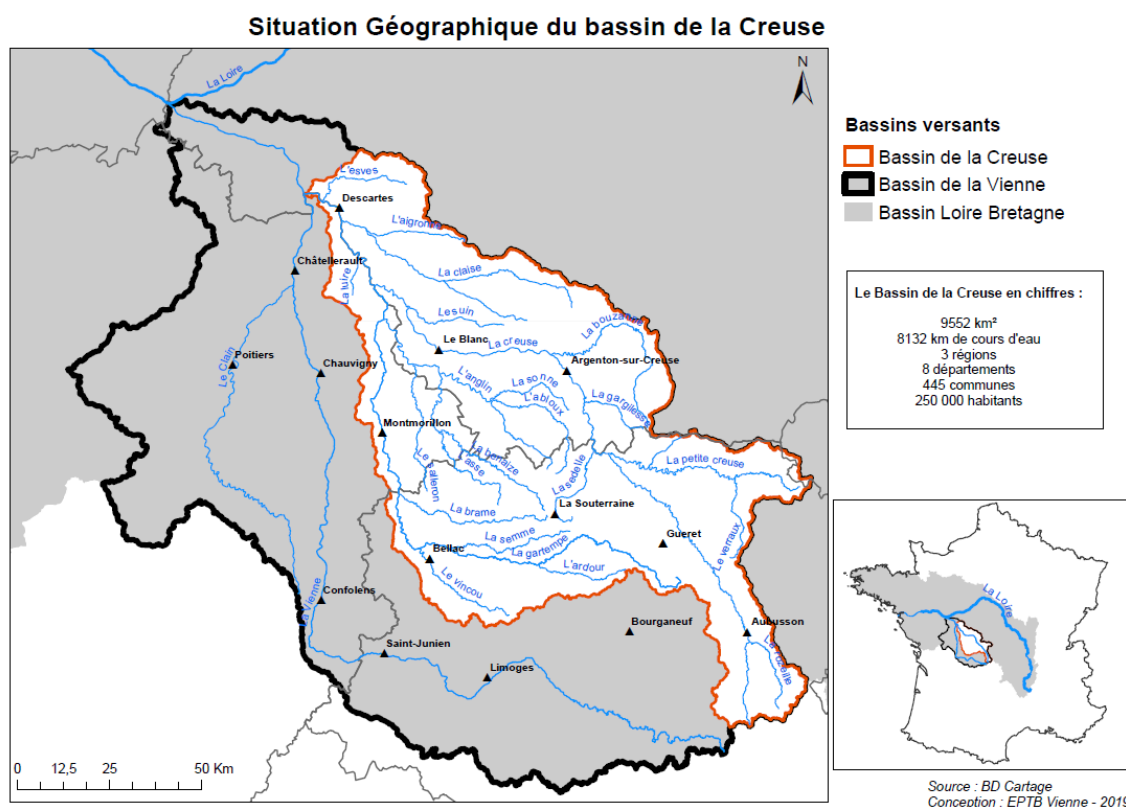 Situation Géographique du bassin de la Creuse
N
La Loire
L'esves
Descartes
L'aigronne
Châtellerault
La luire
La claise
Le suin
La bouzanne
Le Blanc
La creuse
Argenton-sur-Creuse
Poitiers
Le Clain
Chauvigny
L'anglin
La sonne
L'abloux
La gargilesse
Montmorillon
La benaize
L'asse
Le salleron
La sedelle
La petite creuse
La brame
La Souterraine
La semme
Gueret
Le verraux
La gartempe
Bellac
L'ardour
Le vincou
Confolens
La Vienne
Bourganeuf
Aubusson
La rozeille
Saint-Junien
Limoges
0 12,5 25 50 Km
Bassins versants
Bassin de la Creuse
Bassin de la Vienne
Bassin Loire Bretagne
Le Bassin de la Creuse en chiffres :
9552 km²
8132 km de cours d'eau
3 régions
8 départements
445 communes
250 000 habitants
La Loire
Source : BD Cartage
Conception : EPTB Vienne - 2019